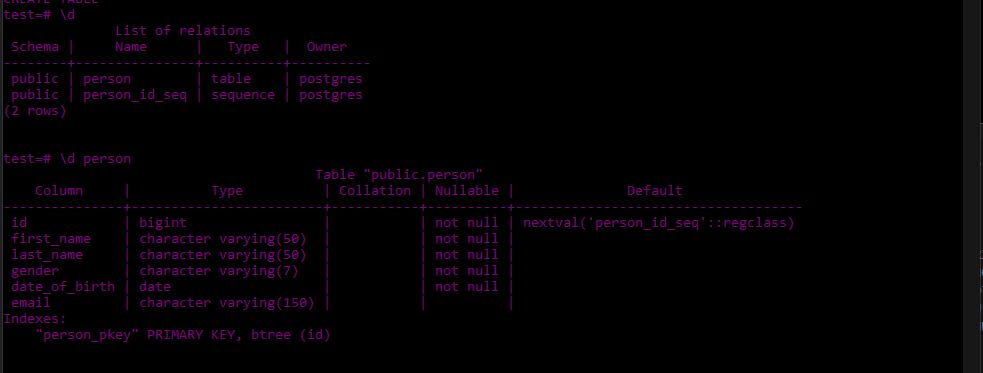 CREATE TABLE
test=# \d
             List of relations
 Schema |     Name      |   Type   |  Owner
--------+---------------+----------+----------
 public | person        | table    | postgres
 public | person_id_seq | sequence | postgres
(2 rows)
test=# \d person
                                       Table "public.person"
    Column     |          Type          | Collation | Nullable |              Default
---------------+------------------------+-----------+----------+------------------------------------
 id            | bigint                 |           | not null | nextval('person_id_seq'::regclass)
 first_name    | character varying(50)  |           | not null |
 last_name     | character varying(50)  |           | not null |
 gender        | character varying(7)   |           | not null |
 date_of_birth | date                   |           | not null |
 email         | character varying(150) |           |          |
Indexes:
    "person_pkey" PRIMARY KEY, btree (id)